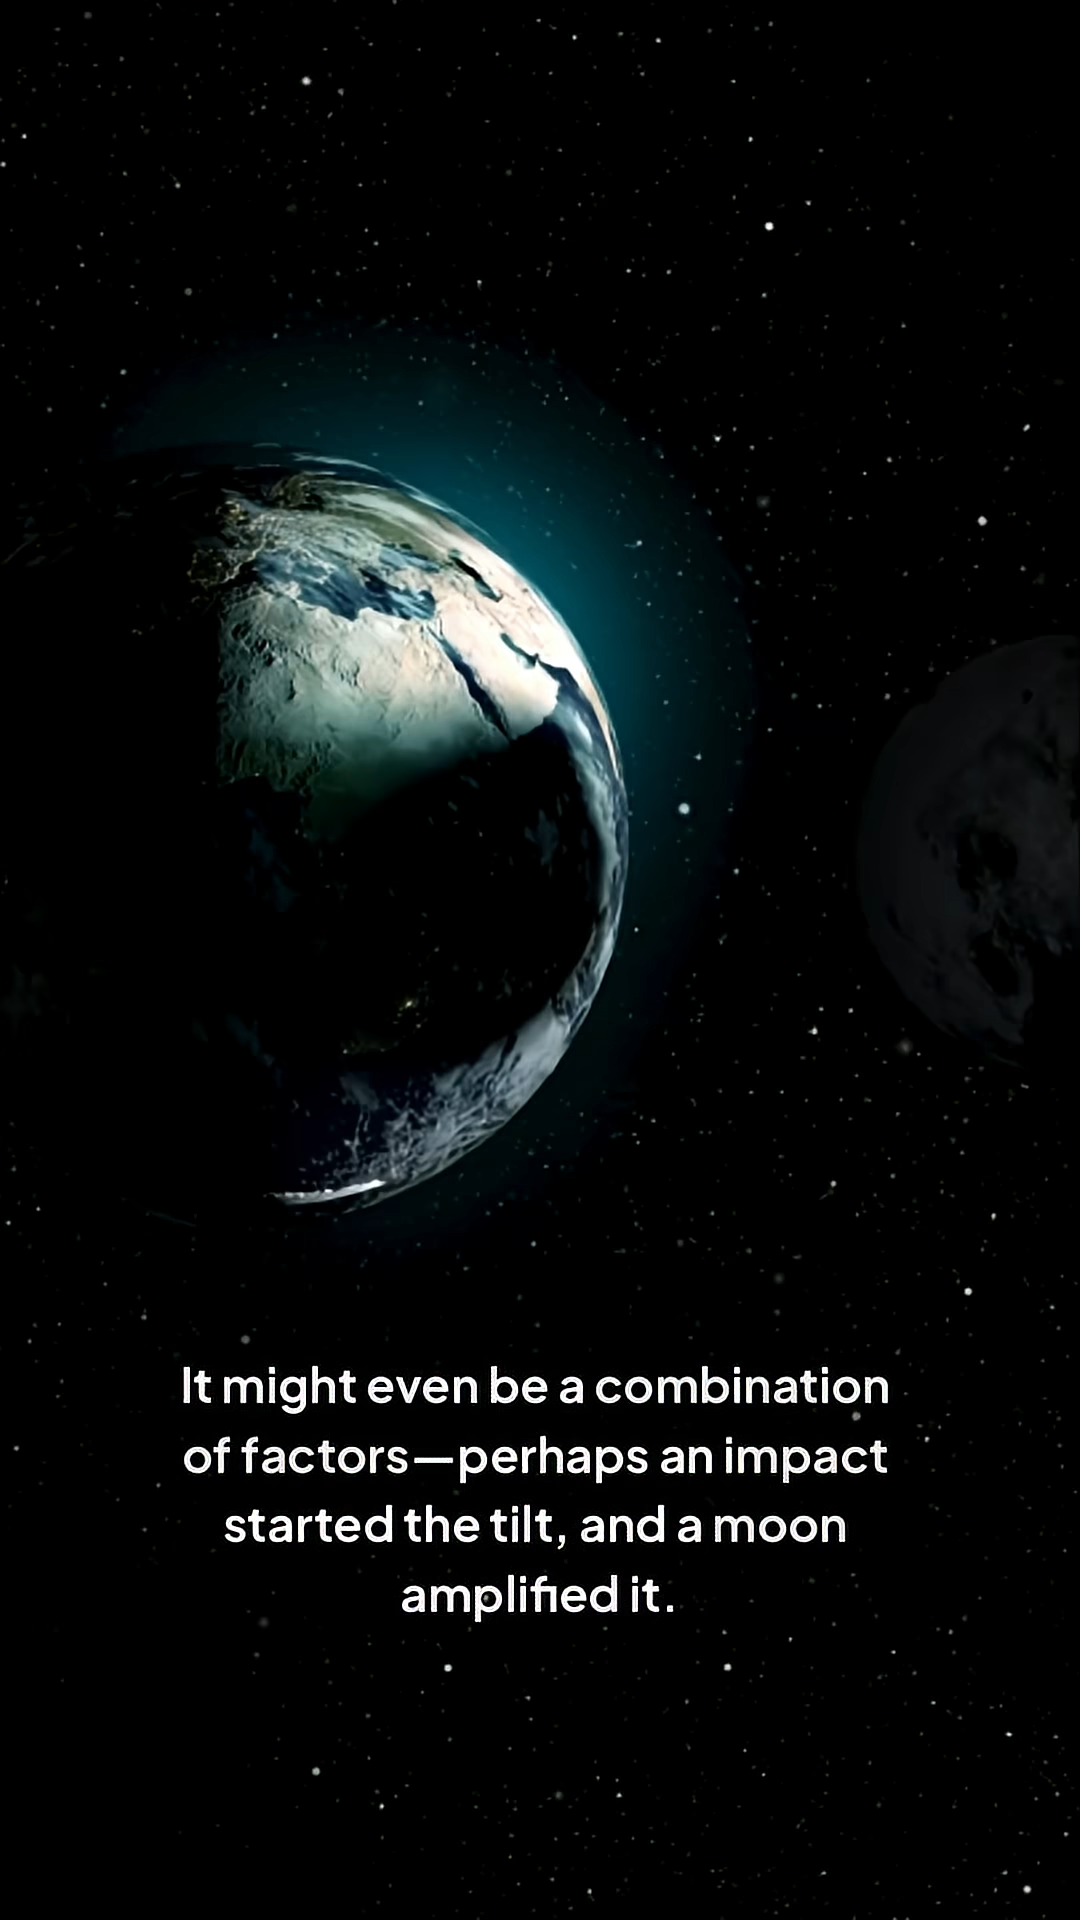 It might even be a combination
of factors—perhaps an impact
started the tilt, and a moon
amplified it.